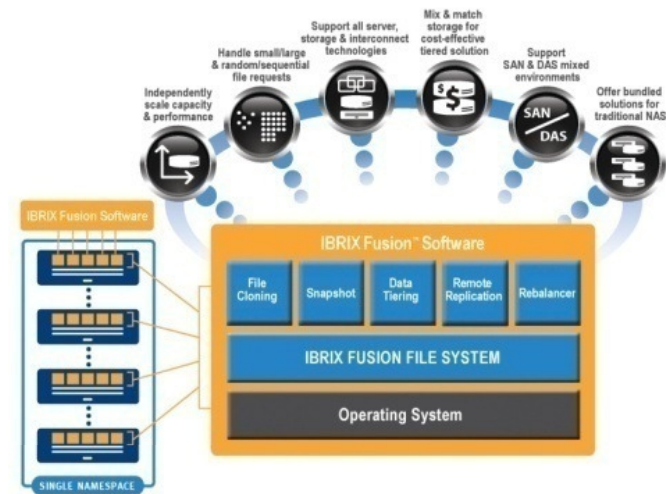 Independently
scale capacity
& performance
Handle small/large
& random/sequential
file requests
Support all server,
storage & interconnect
technologies
Mix & match
storage for
cost-effective
tiered solution
Support
SAN & DAS mixed
environments
Offer bundled
solutions for
traditional NAS
$
$
$
SAN
DAS
IBRIX Fusion Software
SINGLE NAMESPACE
IBRIX Fusion™ Software
File
Cloning
Snapshot
Data
Tiering
Remote
Replication
Rebalancer
IBRIX FUSION FILE SYSTEM
Operating System